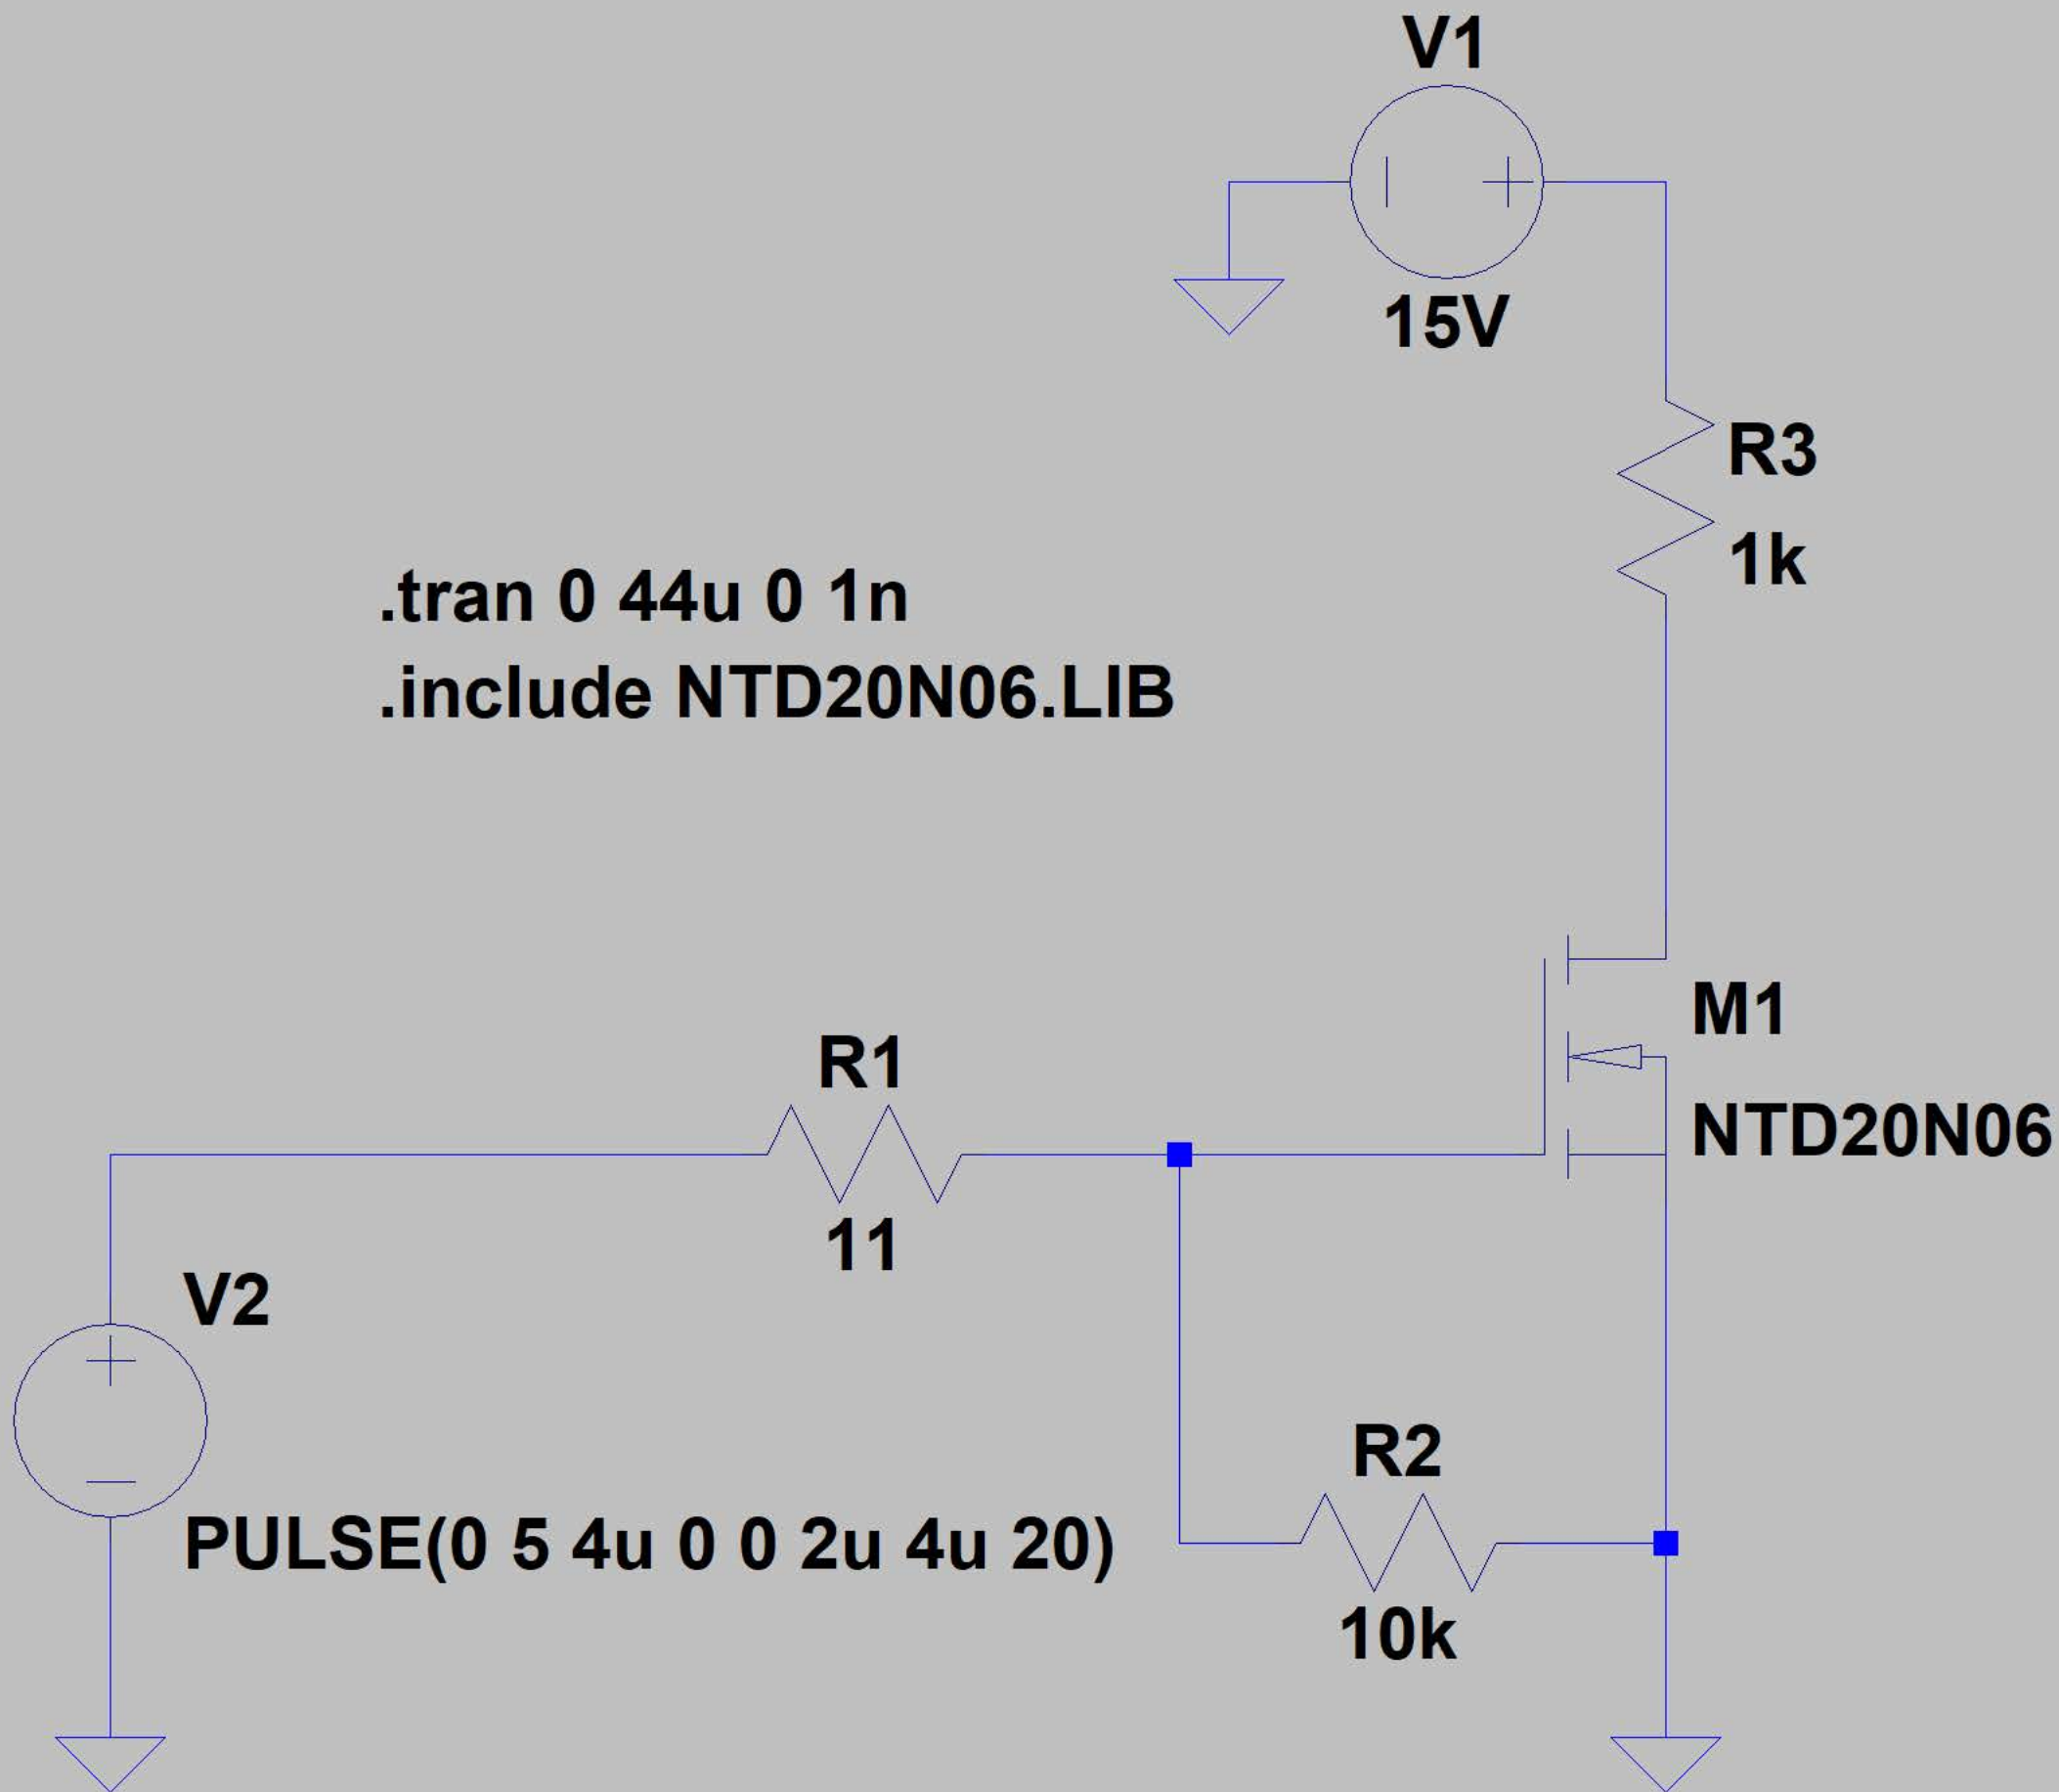 V1
15V
R3
1k
.tran 0 44u 0 1n
.include NTD20N06.LIB
M1
NTD20N06
R1
11
V2
PULSE(0 5 4u 0 0 2u 4u 20)
R2
10k